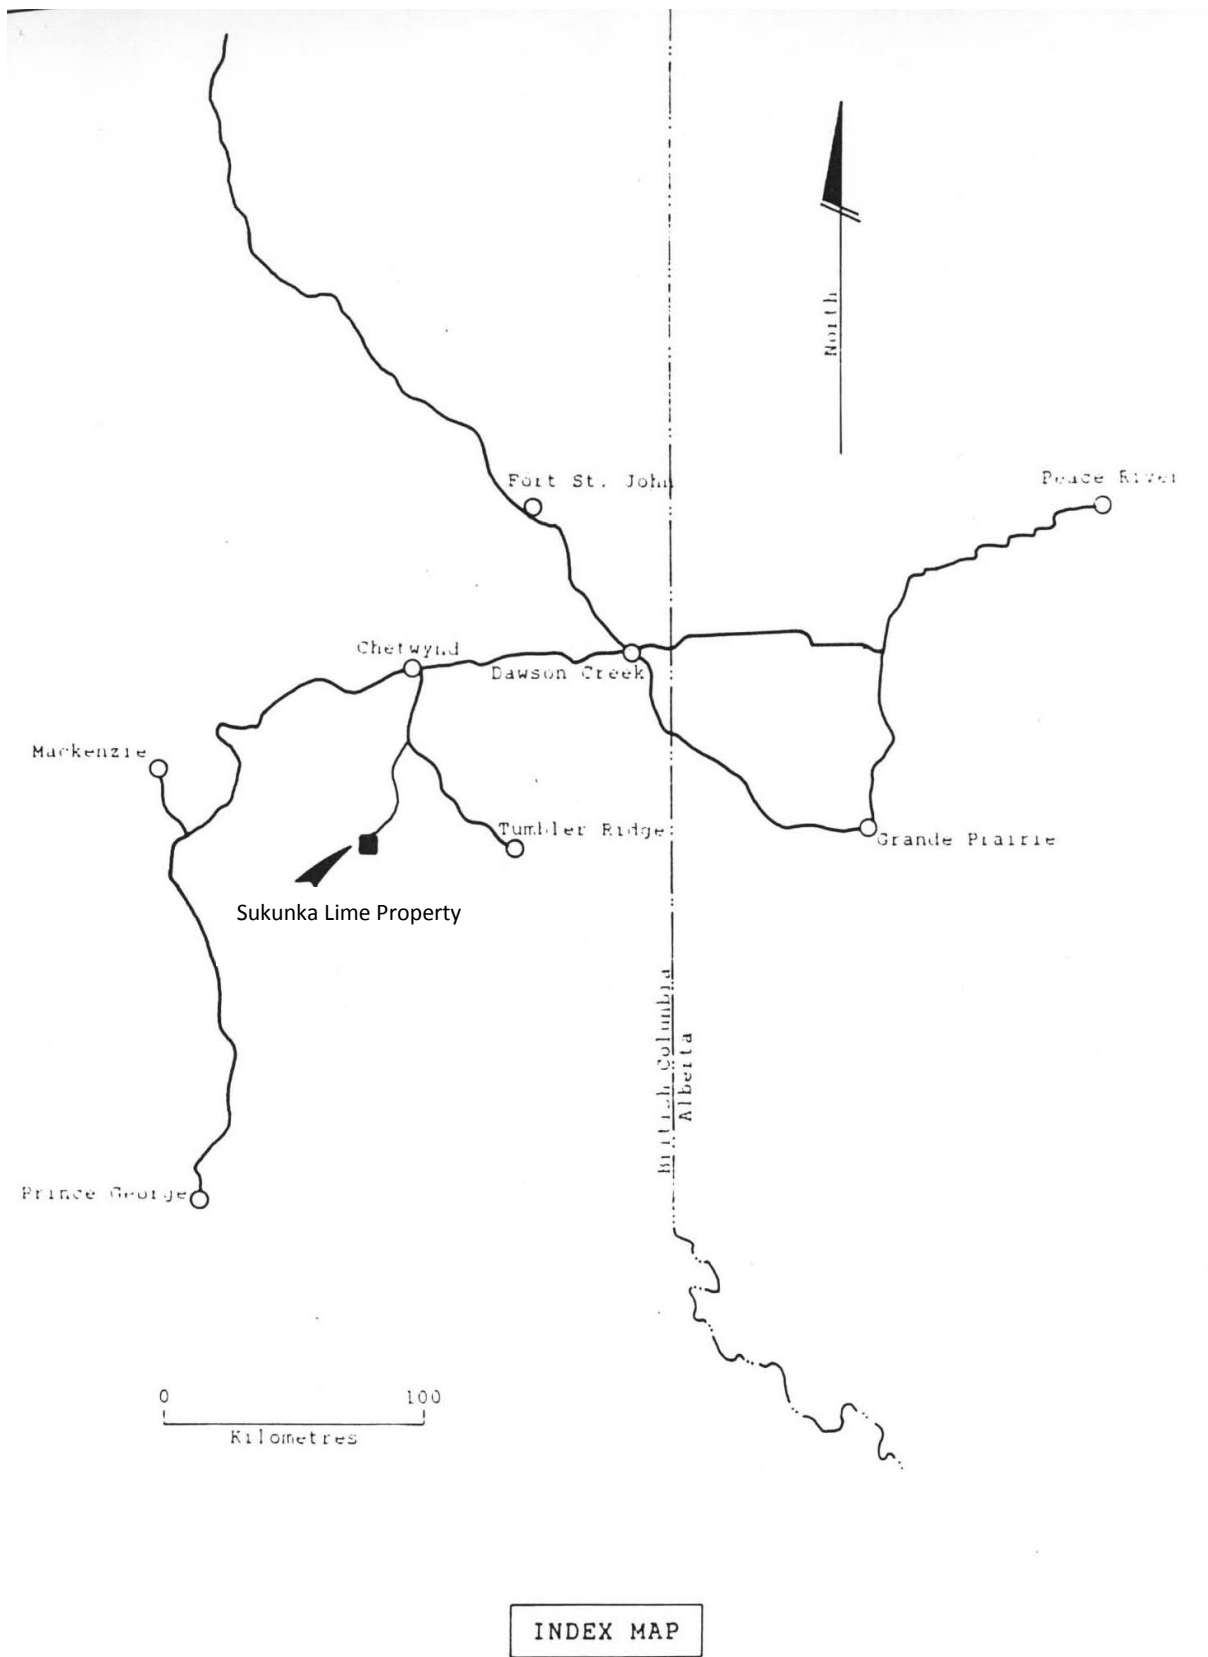 North
Fort St. John
Peace River
Chetwynd
Dawson Creek
Mackenzie
Tumbler Ridge
Grande Prairie
Sukunka Lime Property
British Columbia
Alberta
Prince George
0 100
Kilometres
INDEX MAP